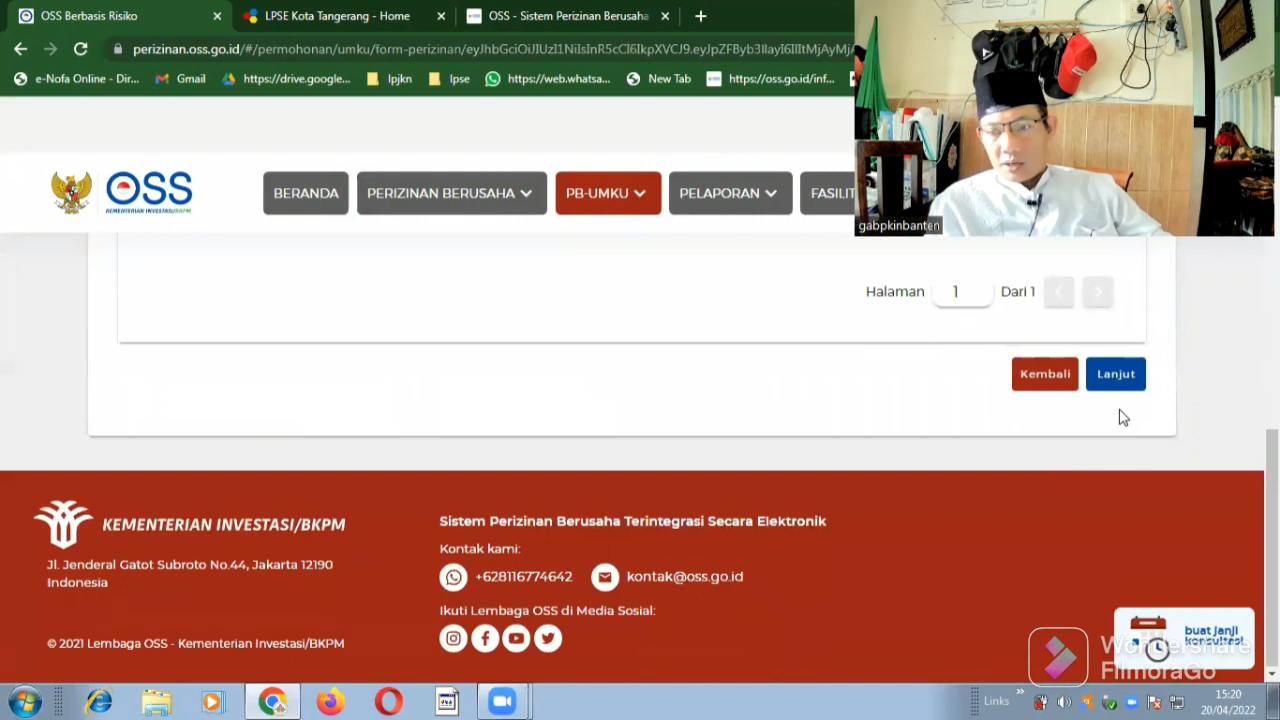 OSS Berbasis Risiko
LPSE Kota Tangerang - Home
OSS - Sistem Perizinan Berusaha
perizinan.oss.go.id/#/permohonan/umku/form-perizinan/
e-Nofa Online - Dir...
Gmail
https://drive.google...
lpjkn
lpse
https://web.whatsa...
New Tab
https://oss.go.id/inf...
OSS
KEMENTERIAN INVESTASI/BKPM
BERANDA
PERIZINAN BERUSAHA
PB-UMKU
PELAPORAN
FASILIT
gabpkinbanten
Halaman 1 Dari 1
Kembali
Lanjut
KEMENTERIAN INVESTASI/BKPM
Jl. Jenderal Gatot Subroto No.44, Jakarta 12190
Indonesia
© 2021 Lembaga OSS - Kementerian Investasi/BKPM
Sistem Perizinan Berusaha Terintegrasi Secara Elektronik
Kontak kami:
+628116774642
kontak@oss.go.id
Ikuti Lembaga OSS di Media Sosial:
buat janji
konsultasi
Wondershare
FilmoraGo
Links
15:20
20/04/2022